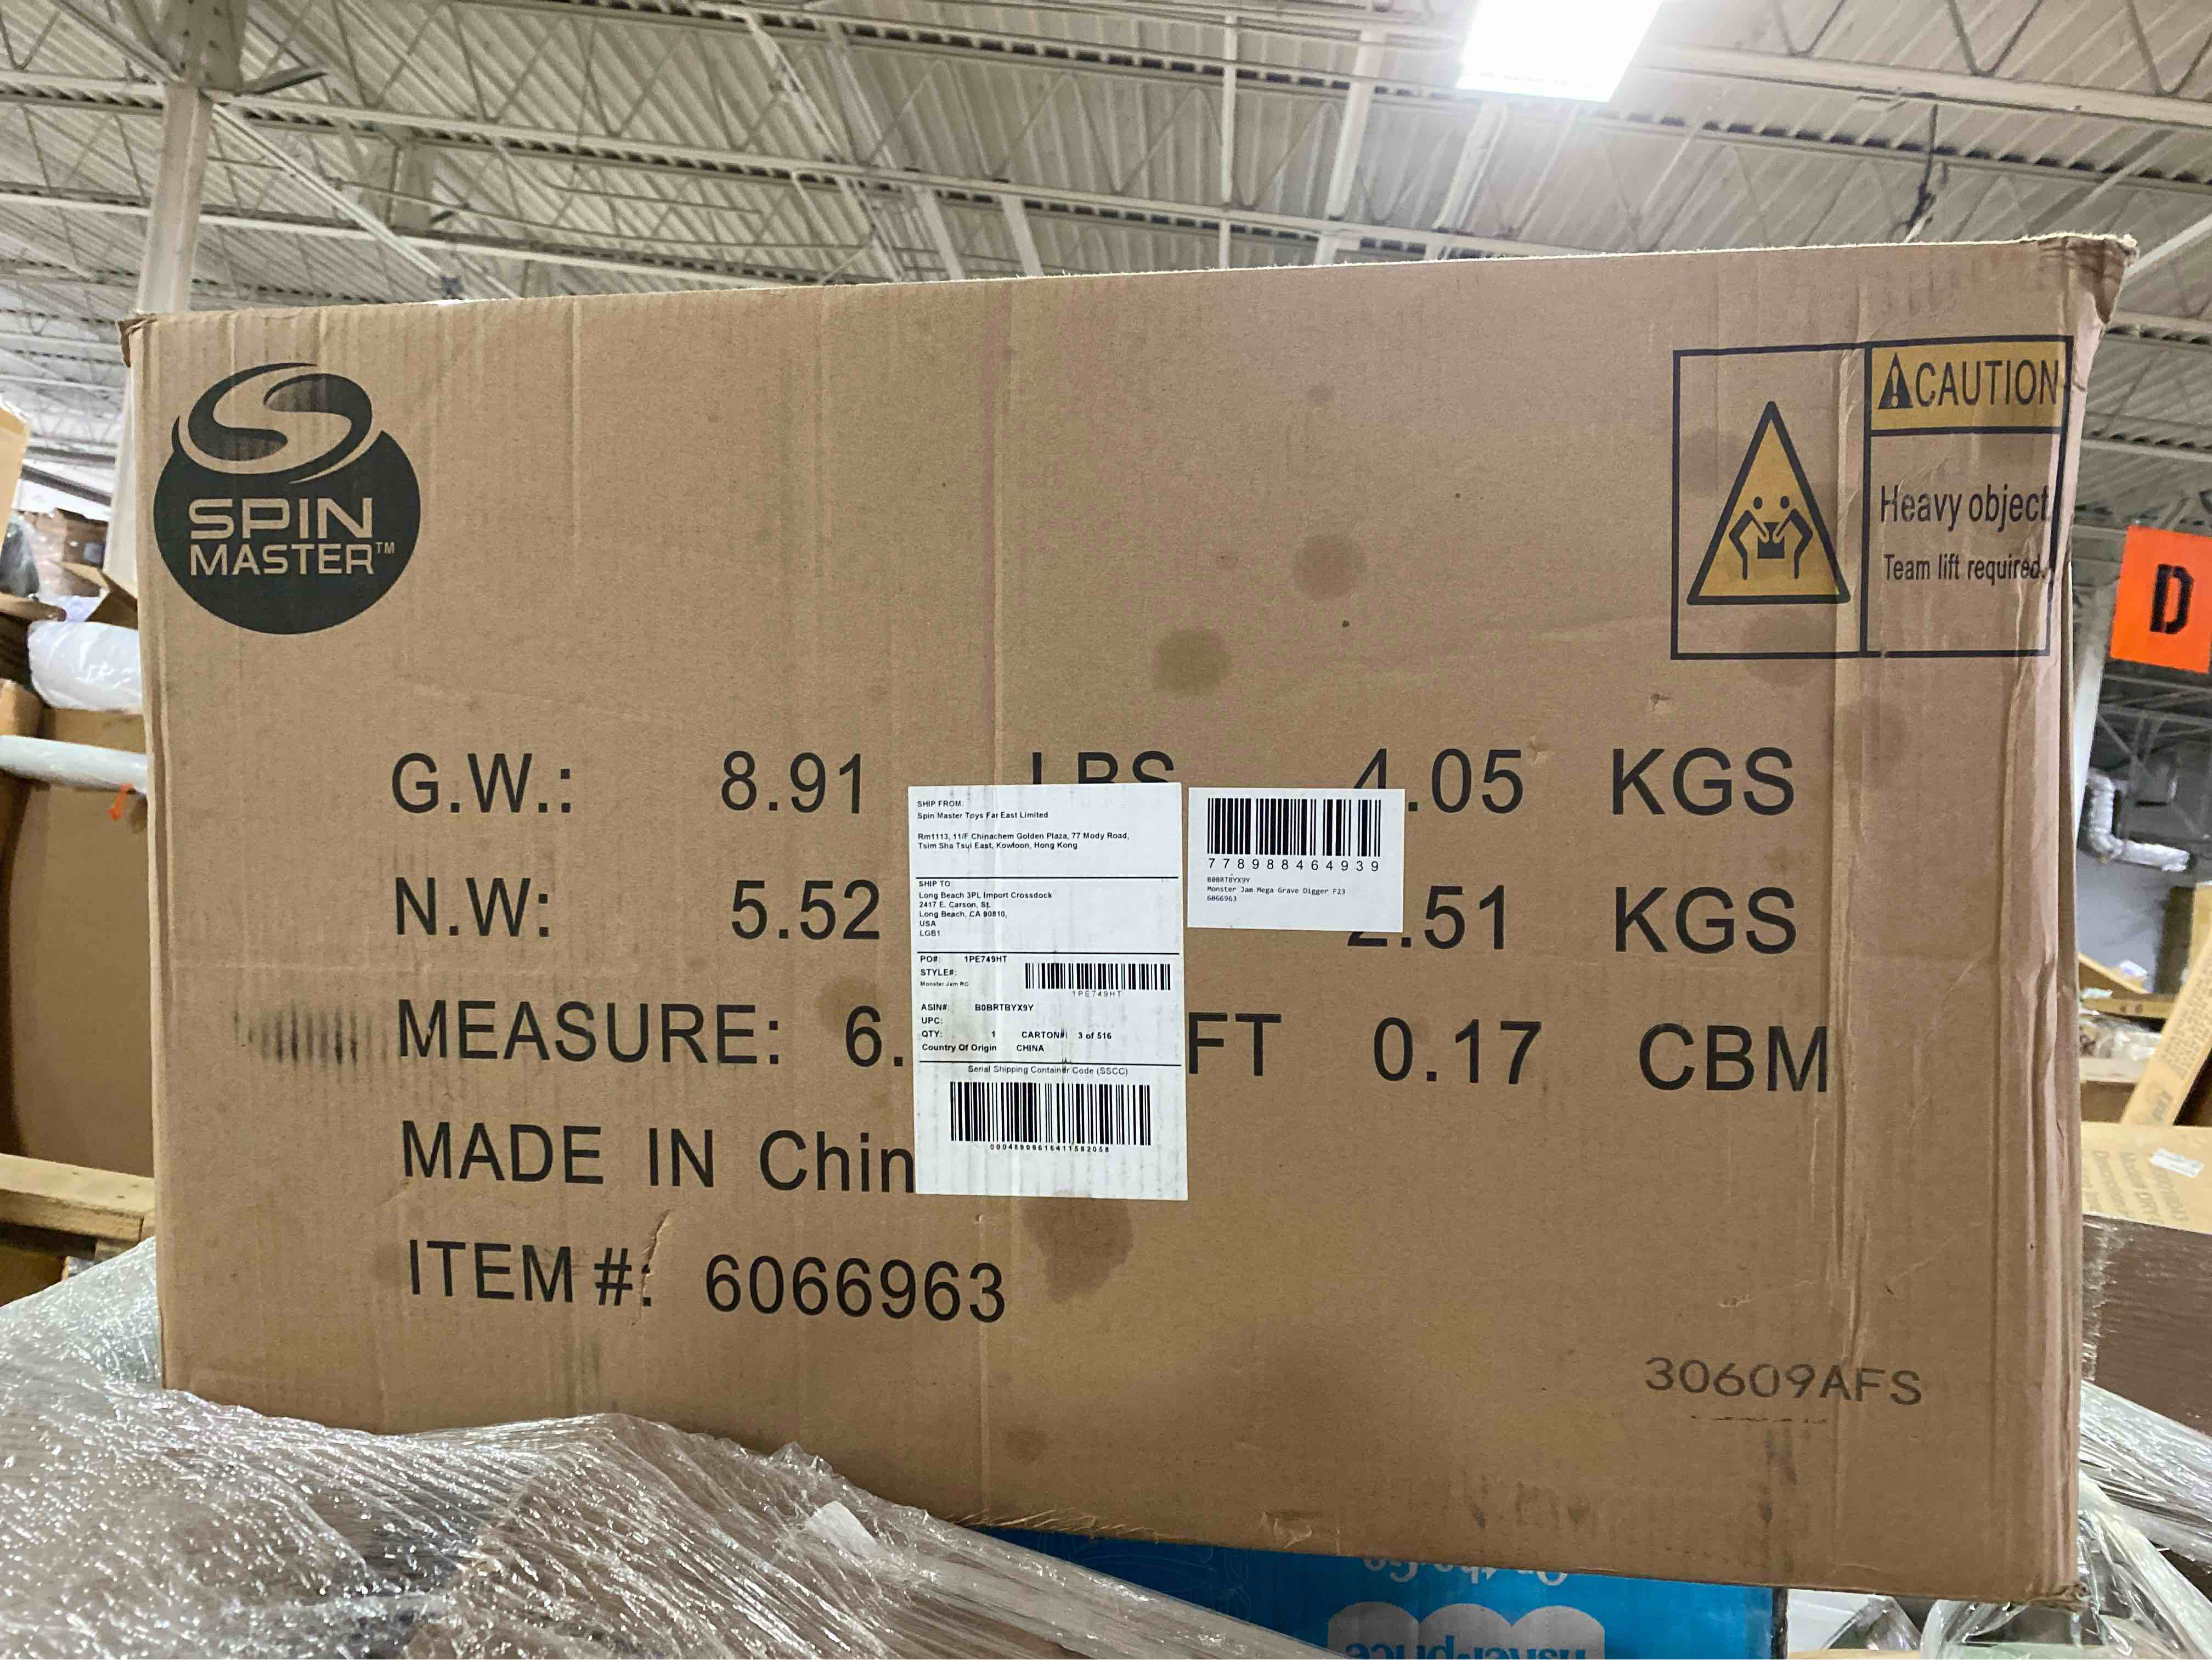 SPIN
MASTER™
CAUTION
Heavy object
Team lift required.
D
G.W.: 8.91 LBS 4.05 KGS
N.W: 5.52 2.51 KGS
MEASURE: 6. FT 0.17 CBM
MADE IN Chin
ITEM #: 6066963
30609AFS
SHIP FROM:
Spin Master Toys Far East Limited
Rm1113, 11/F Chinachem Golden Plaza, 77 Mody Road,
Tsim Sha Tsui East, Kowloon, Hong Kong
SHIP TO:
Long Beach 3PL Import Crossdock
2417 E. Carson, St.
Long Beach, CA 90810,
USA
LGB1
PO#: 1PE749HT
STYLE#:
Monster Jam RC
1PE749HT
ASIN#: B0BRTBYX9Y
UPC:
QTY: 1 CARTON#: 3 of 516
Country Of Origin CHINA
Serial Shipping Container Code (SSCC)
778988464939
B0BRTBYX9Y
Monster Jam Mega Grave Digger F23
6066963